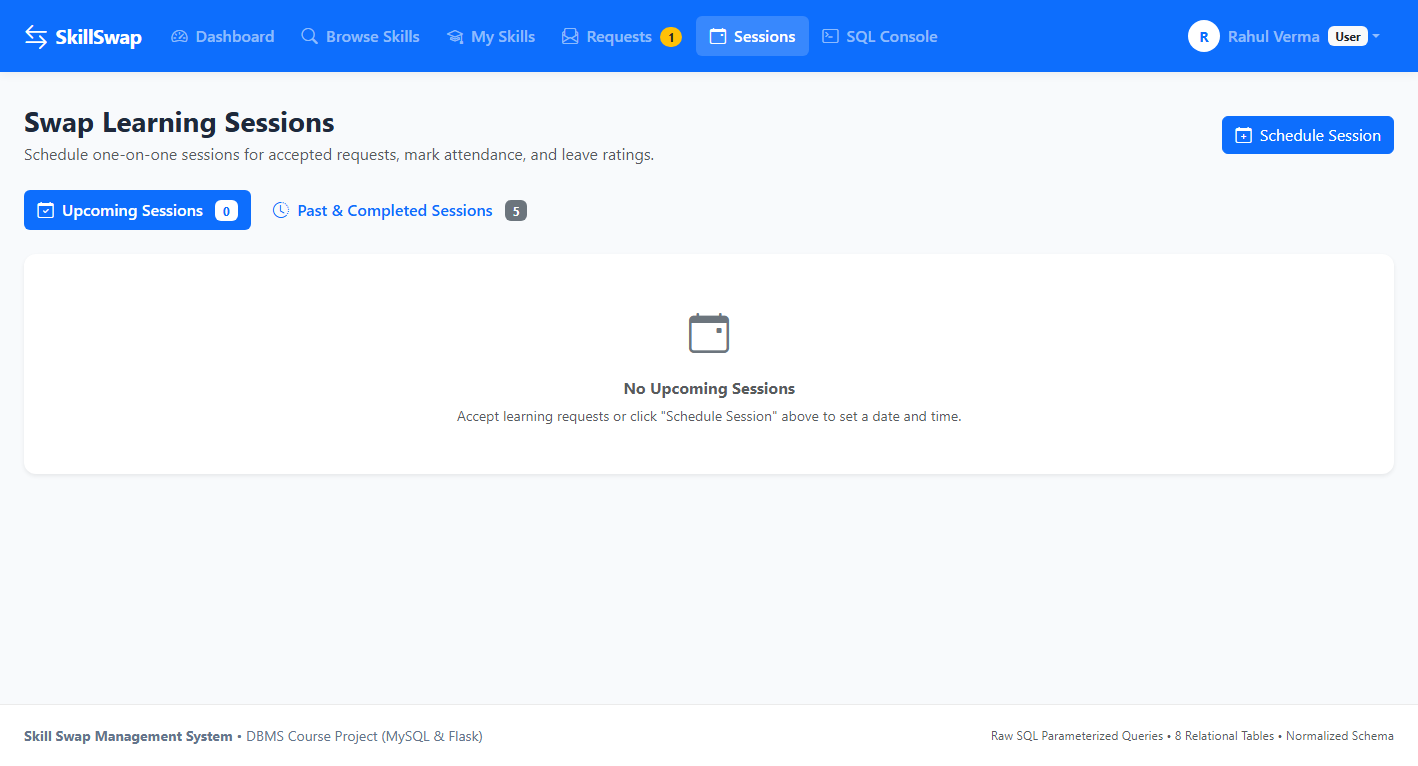 SkillSwap Dashboard Browse Skills My Skills Requests 1 Sessions SQL Console R Rahul Verma User
Swap Learning Sessions
Schedule one-on-one sessions for accepted requests, mark attendance, and leave ratings.
Schedule Session
Upcoming Sessions 0 Past & Completed Sessions 5
No Upcoming Sessions
Accept learning requests or click "Schedule Session" above to set a date and time.
Skill Swap Management System • DBMS Course Project (MySQL & Flask)
Raw SQL Parameterized Queries • 8 Relational Tables • Normalized Schema